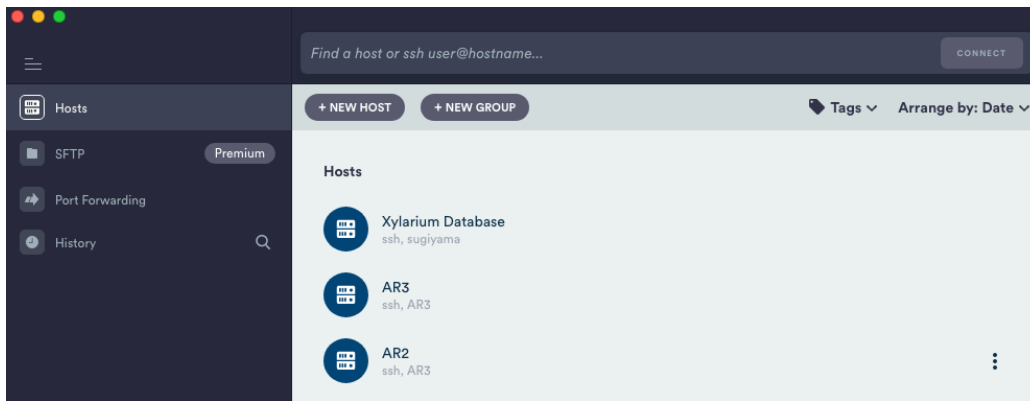 Find a host or ssh user@hostname...
CONNECT
Hosts
SFTP
Premium
Port Forwarding
History
+ NEW HOST
+ NEW GROUP
Tags
Arrange by: Date
Hosts
Xylarium Database
ssh, sugiyama
AR3
ssh, AR3
AR2
ssh, AR3